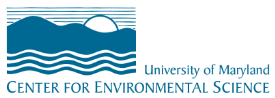 University of Maryland
CENTER FOR ENVIRONMENTAL SCIENCE